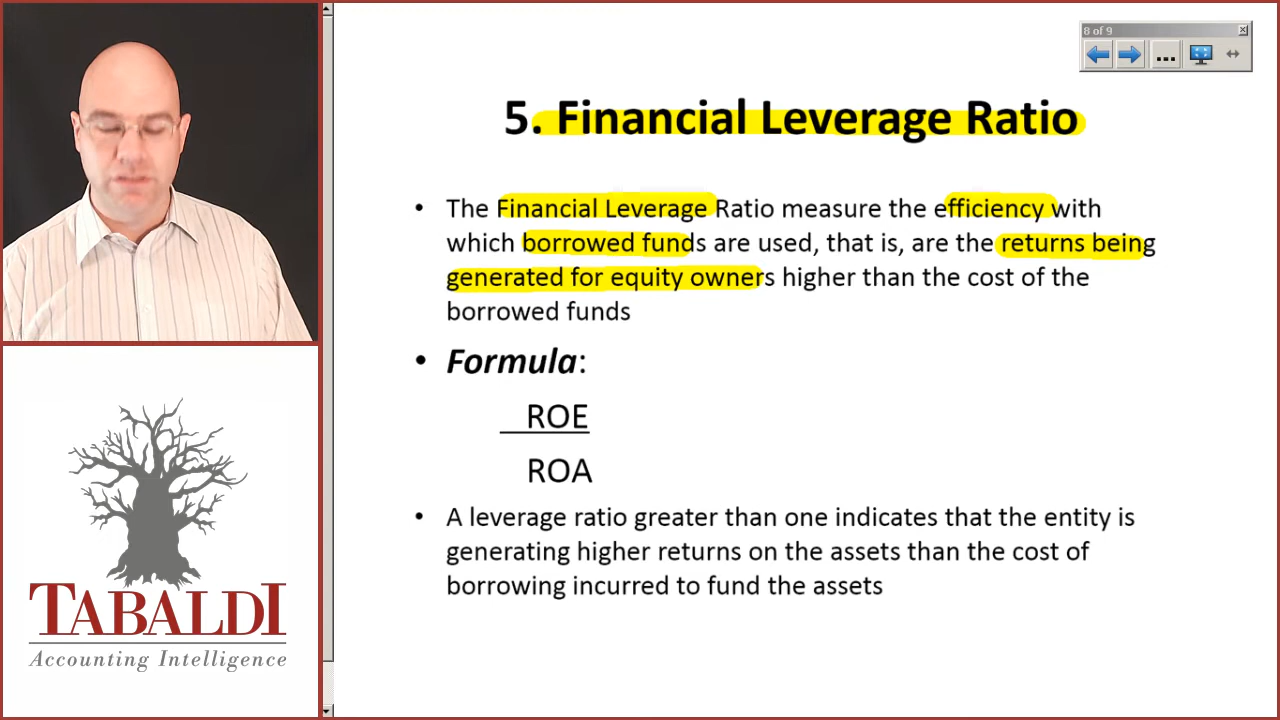 8 of 9
5. Financial Leverage Ratio
• The Financial Leverage Ratio measure the efficiency with
which borrowed funds are used, that is, are the returns being
generated for equity owners higher than the cost of the
borrowed funds
• Formula:
ROE
ROA
• A leverage ratio greater than one indicates that the entity is
generating higher returns on the assets than the cost of
borrowing incurred to fund the assets
TABALDI
Accounting Intelligence